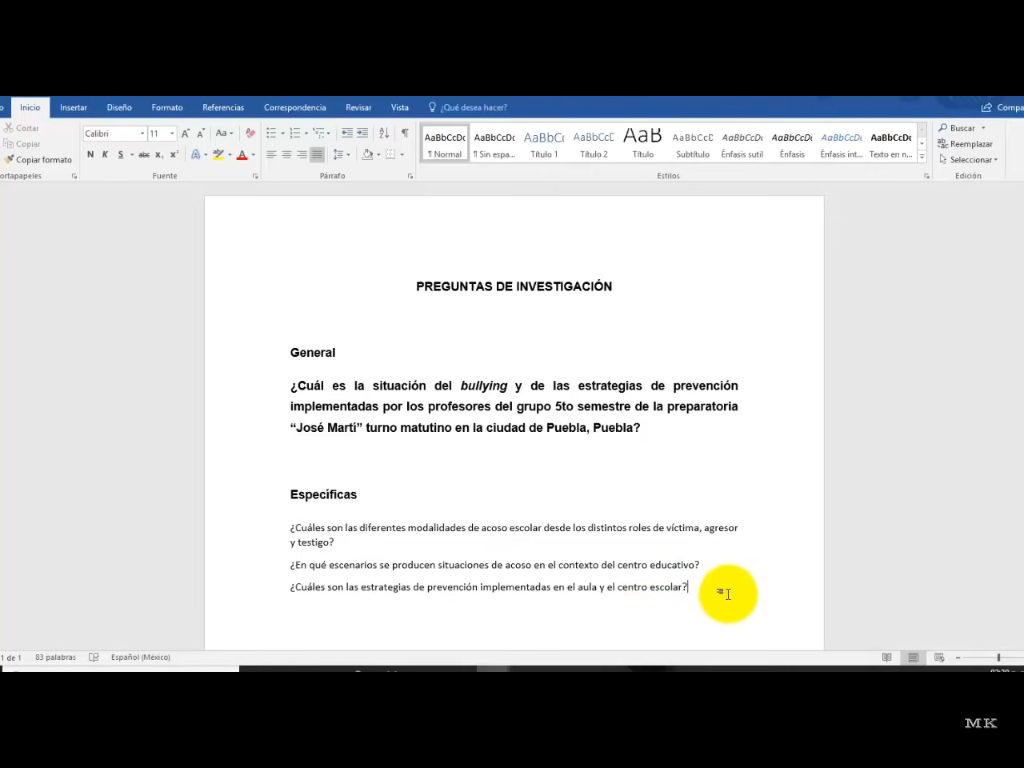 Inicio Insertar Diseño Formato Referencias Correspondencia Revisar Vista ¿Qué desea hacer? Compa
Cortar
Copiar
Copiar formato
Calibri 11 Aa
N K S abc x, x² A A
AaBbCcDc AaBbCcDc AaBbCc AaBbCcC AaB AaBbCcC AaBbCcDc AaBbCcDc AaBbCcDc AaBbCcDc
¶ Normal ¶ Sin espa... Título 1 Título 2 Título Subtítulo Énfasis sutil Énfasis Énfasis int... Texto en n...
Buscar
Reemplazar
Seleccionar
ortapapeles Fuente Párrafo Estilos Edición
PREGUNTAS DE INVESTIGACIÓN
General
¿Cuál es la situación del bullying y de las estrategias de prevención
implementadas por los profesores del grupo 5to semestre de la preparatoria
“José Martí” turno matutino en la ciudad de Puebla, Puebla?
Específicas
¿Cuáles son las diferentes modalidades de acoso escolar desde los distintos roles de víctima, agresor
y testigo?
¿En qué escenarios se producen situaciones de acoso en el contexto del centro educativo?
¿Cuáles son las estrategias de prevención implementadas en el aula y el centro escolar?
1 de 1 83 palabras Español (México)
MK